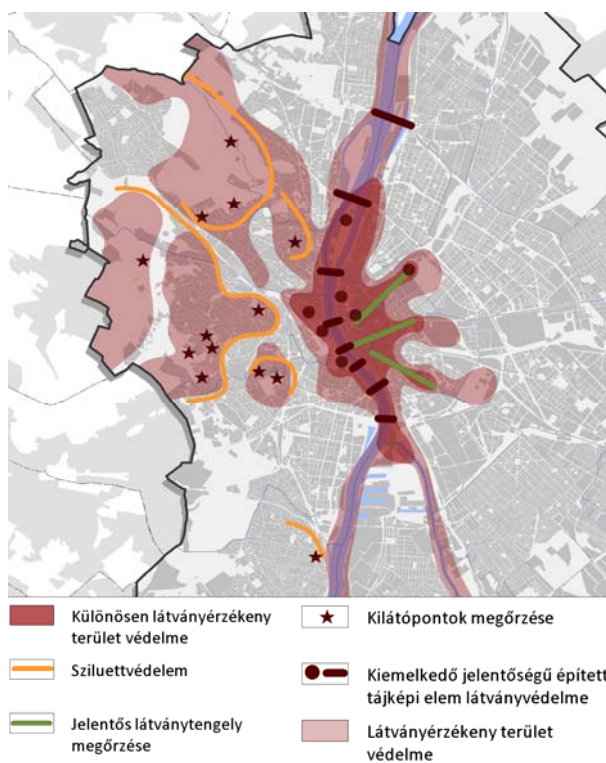 Különösen látványérzékeny
terület védelme
Sziluettvédelem
Jelentős látványtengely
megőrzése
Kilátópontok megőrzése
Kiemelkedő jelentőségű épített
tájképi elem látványvédelme
Látványérzékeny terület
védelme